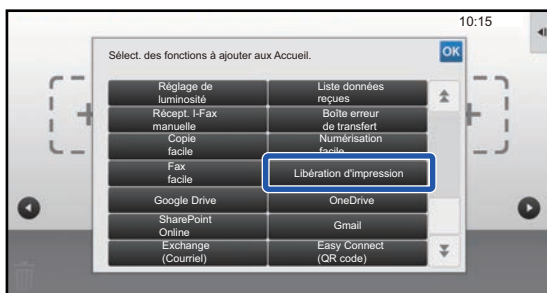 10:15
Sélect. des fonctions à ajouter aux Accueil.
OK
Réglage de
luminosité
Liste données
reçues
Récept. I-Fax
manuelle
Boîte erreur
de transfert
Copie
facile
Numérisation
facile
Fax
facile
Libération d'impression
Google Drive
OneDrive
SharePoint
Online
Gmail
Exchange
(Courriel)
Easy Connect
(QR code)